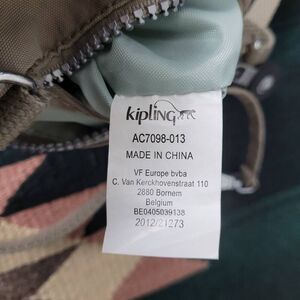 kipling
AC7098-013
MADE IN CHINA
VF Europe bvba
C. Van Kerckhovenstraat 110
2880 Bornem
Belgium
BE0405039138
2012/21273